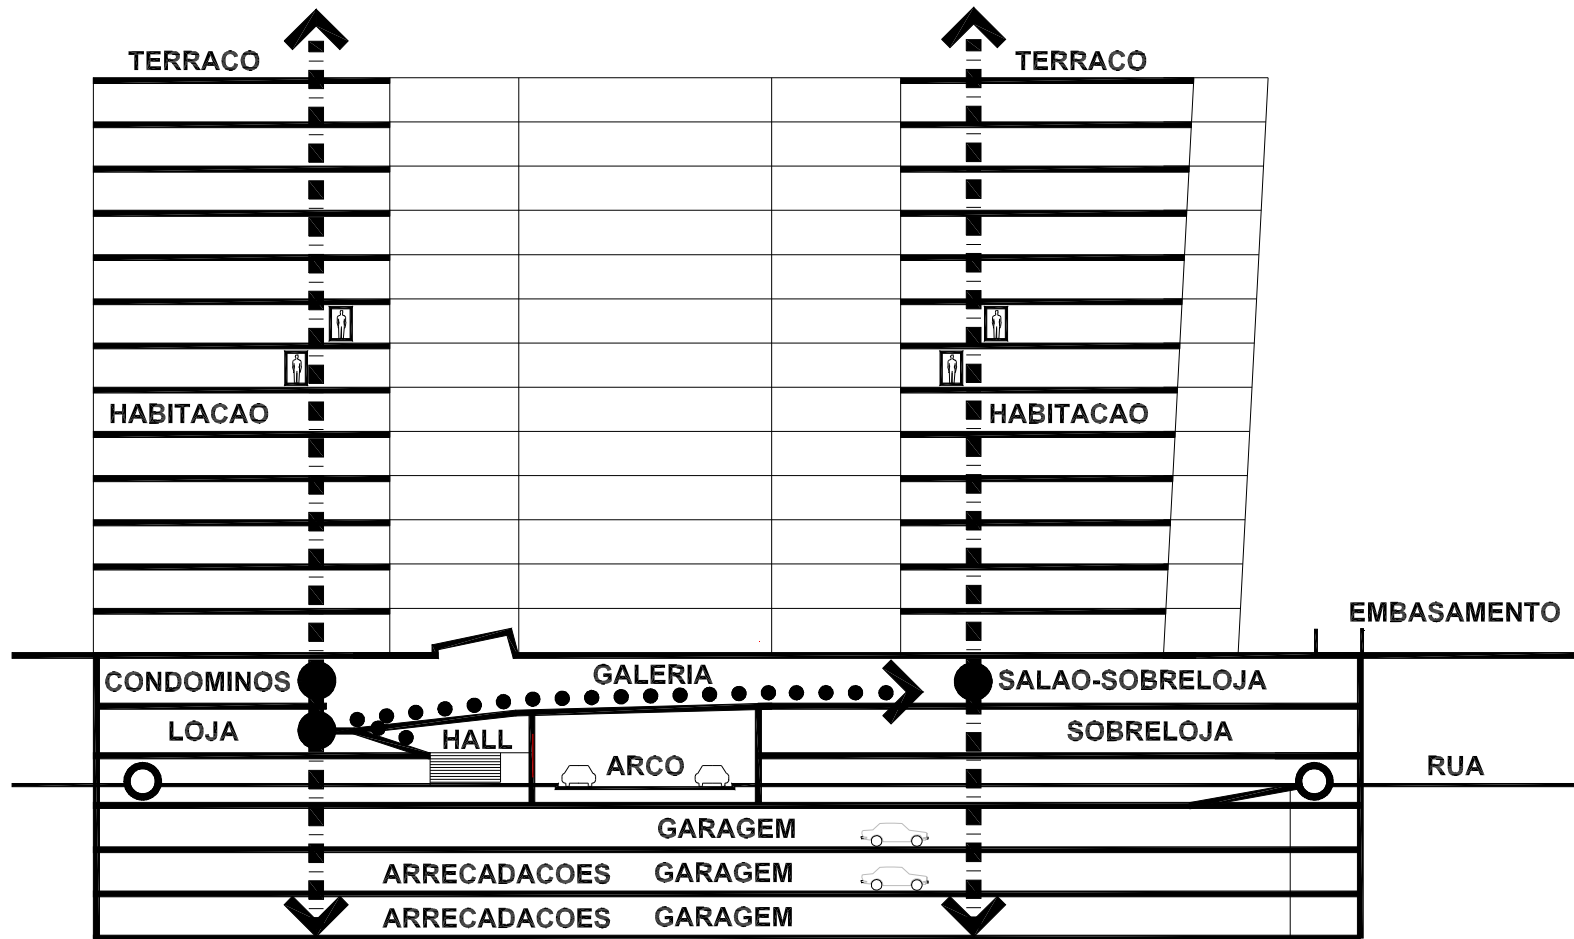 TERRACO
TERRACO
HABITACAO
HABITACAO
EMBASAMENTO
CONDOMINOS
GALERIA
SALAO-SOBRELOJA
LOJA
HALL
SOBRELOJA
ARCO
RUA
GARAGEM
ARRECADACOES GARAGEM
ARRECADACOES GARAGEM